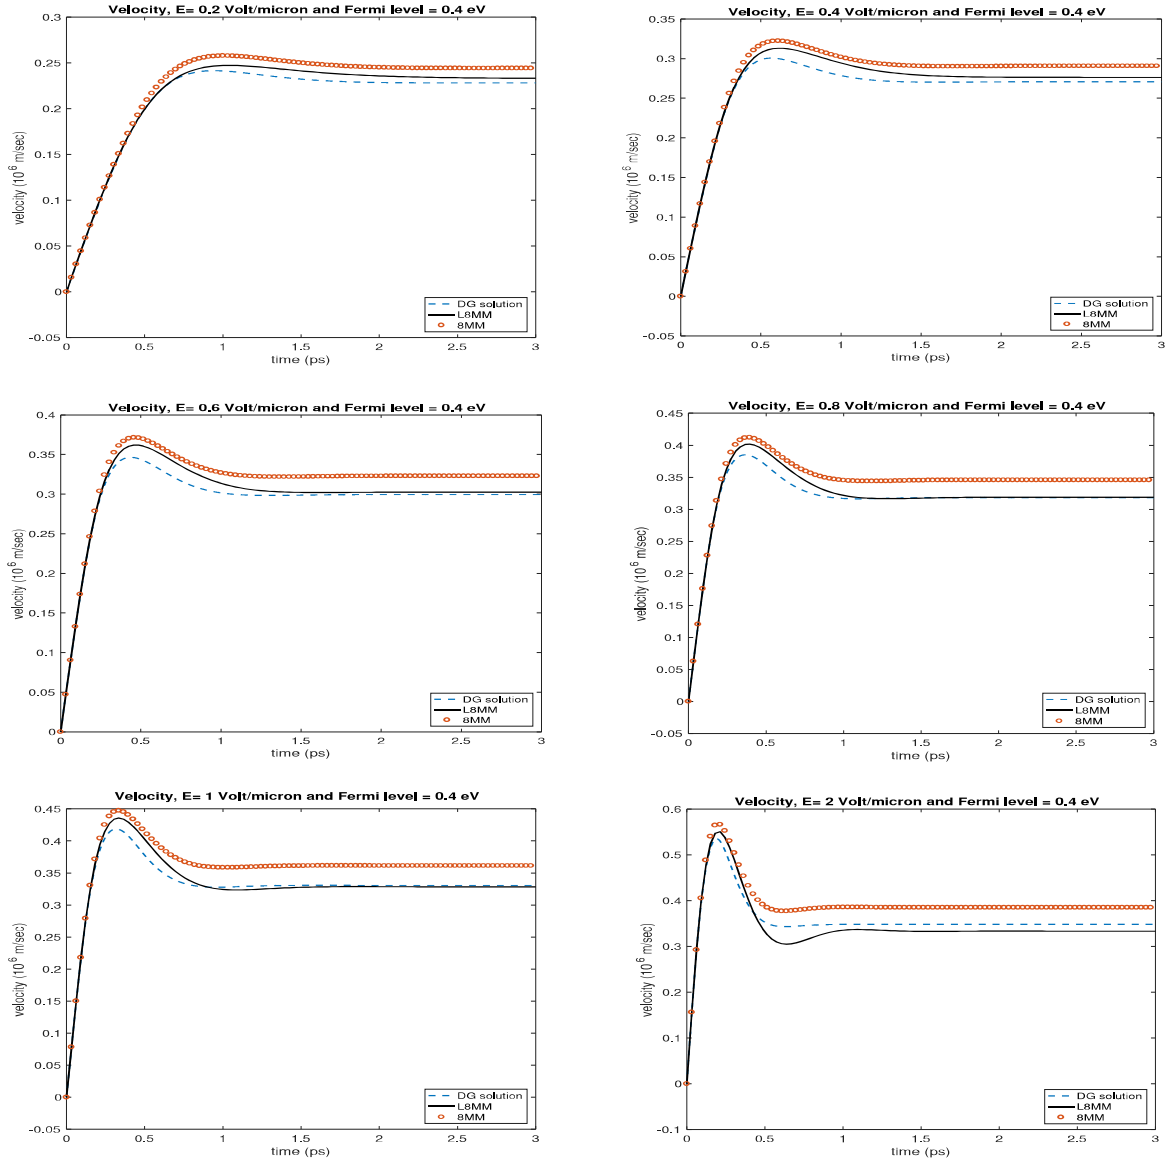 Velocity, E= 0.2 Volt/micron and Fermi level = 0.4 eV
0.3
0.25
0.2
0.15
0.1
0.05
0
-0.05
velocity (10^6 m/sec)
0 0.5 1 1.5 2 2.5 3
time (ps)
DG solution
L8MM
8MM
Velocity, E= 0.4 Volt/micron and Fermi level = 0.4 eV
0.35
0.3
0.25
0.2
0.15
0.1
0.05
0
-0.05
velocity (10^6 m/sec)
0 0.5 1 1.5 2 2.5 3
time (ps)
DG solution
L8MM
8MM
Velocity, E= 0.6 Volt/micron and Fermi level = 0.4 eV
0.4
0.35
0.3
0.25
0.2
0.15
0.1
0.05
0
velocity (10^6 m/sec)
0 0.5 1 1.5 2 2.5 3
time (ps)
DG solution
L8MM
8MM
Velocity, E= 0.8 Volt/micron and Fermi level = 0.4 eV
0.45
0.4
0.35
0.3
0.25
0.2
0.15
0.1
0.05
0
-0.05
velocity (10^6 m/sec)
0 0.5 1 1.5 2 2.5 3
time (ps)
DG solution
L8MM
8MM
Velocity, E= 1 Volt/micron and Fermi level = 0.4 eV
0.45
0.4
0.35
0.3
0.25
0.2
0.15
0.1
0.05
0
-0.05
velocity (10^6 m/sec)
0 0.5 1 1.5 2 2.5 3
time (ps)
DG solution
L8MM
8MM
Velocity, E= 2 Volt/micron and Fermi level = 0.4 eV
0.6
0.5
0.4
0.3
0.2
0.1
0
-0.1
velocity (10^6 m/sec)
0 0.5 1 1.5 2 2.5 3
time (ps)
DG solution
L8MM
8MM